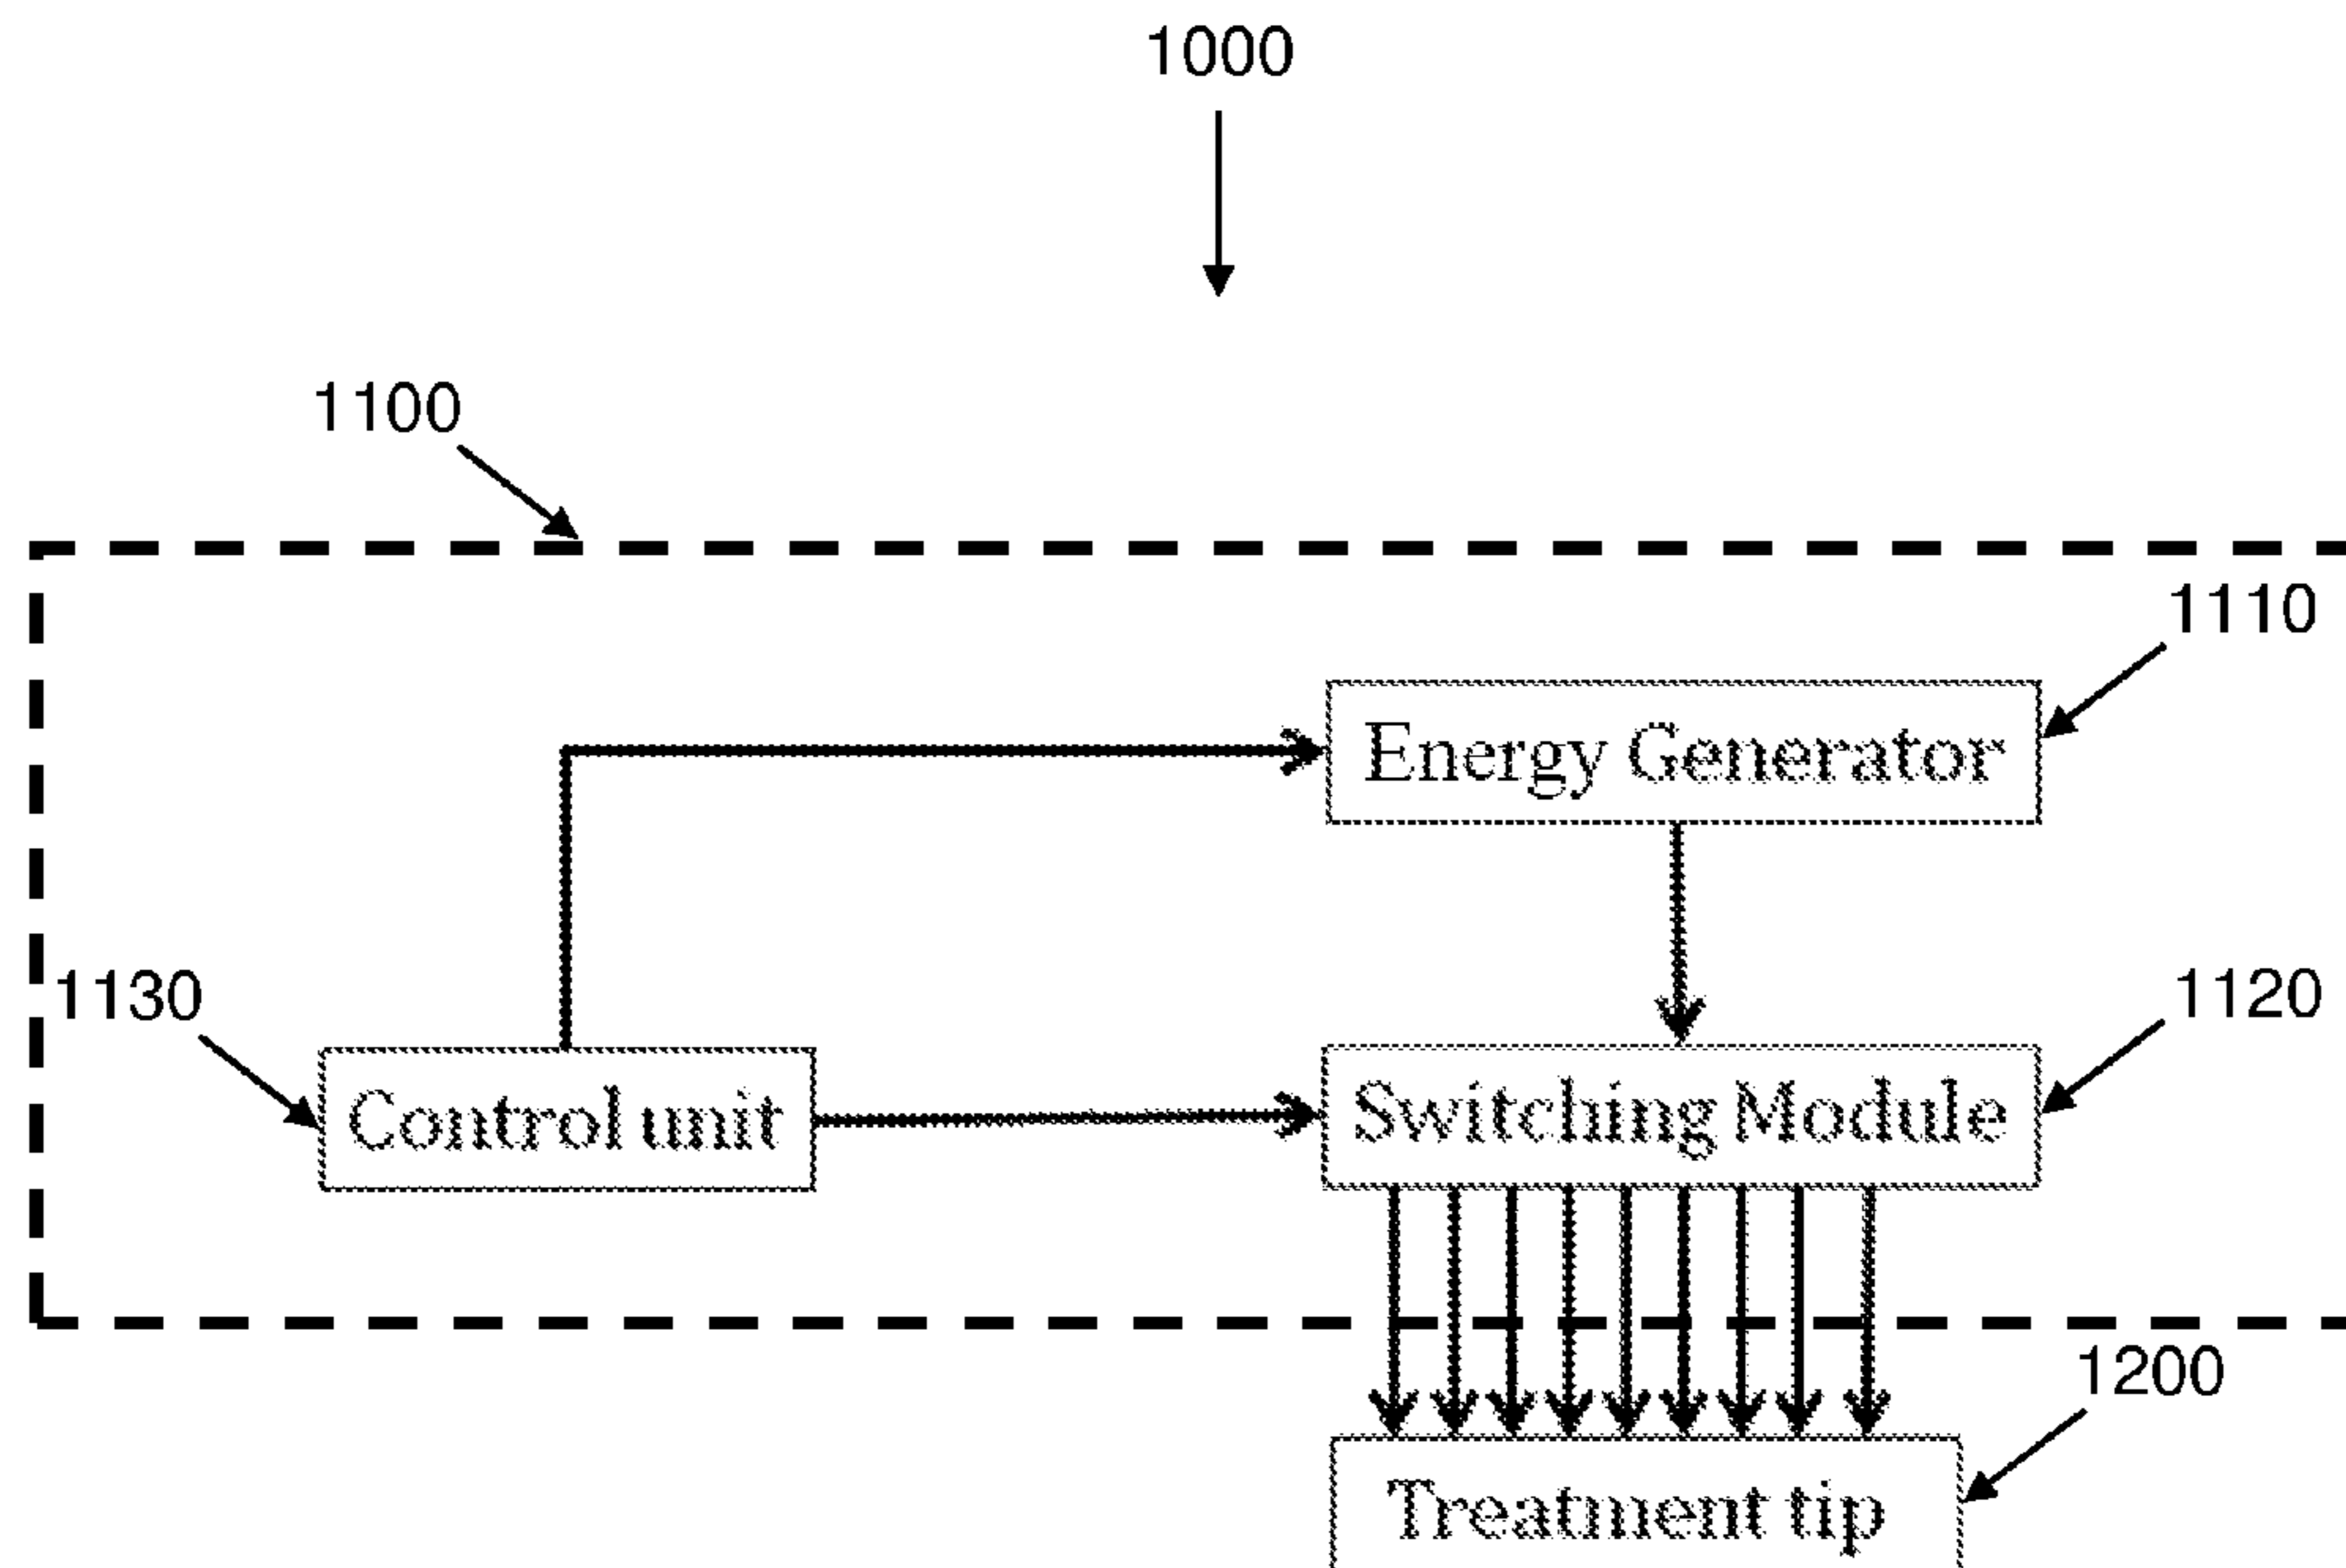 1000
1100
1110
Energy Generator
1130
1120
Control unit
Switching Module
1200
Treatment tip